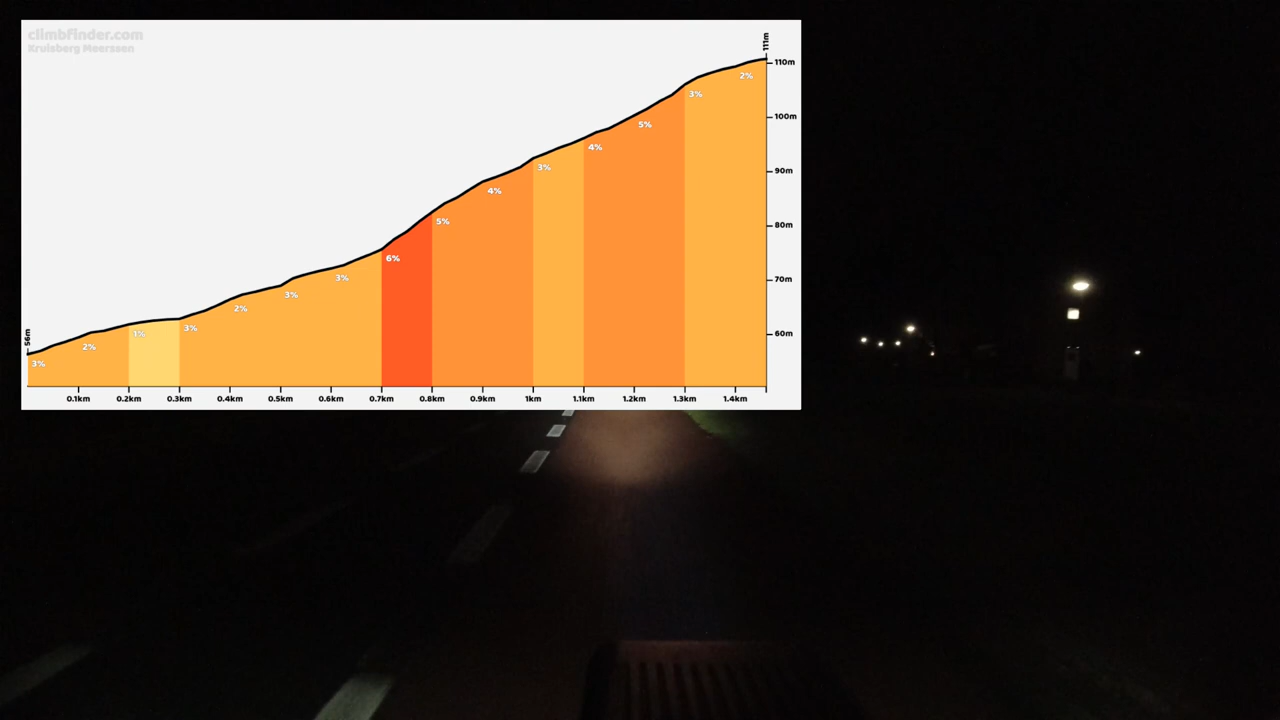 climbfinder.com
Kruisberg Meerssen
111m
110m
100m
90m
80m
70m
60m
56m
3%
2%
1%
3%
2%
3%
3%
6%
5%
4%
3%
4%
5%
3%
2%
0.1km
0.2km
0.3km
0.4km
0.5km
0.6km
0.7km
0.8km
0.9km
1km
1.1km
1.2km
1.3km
1.4km